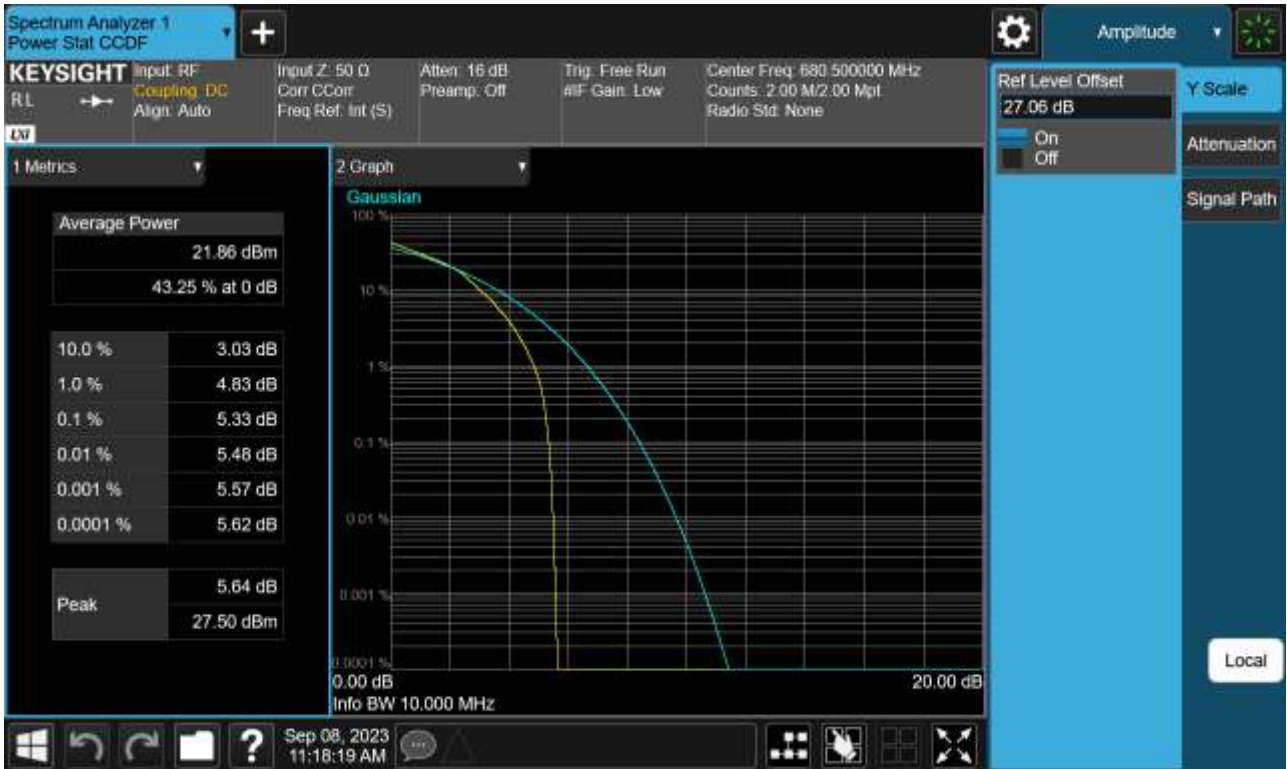 Spectrum Analyzer 1
Power Stat CCDF
Amplitude
KEYSIGHT
RL
LXI
Input: RF
Coupling: DC
Align: Auto
Input Z: 50 Ω
Corr CCorr
Freq Ref: Int (S)
Atten: 16 dB
Preamp: Off
Trig: Free Run
#IF Gain: Low
Center Freq: 680.500000 MHz
Counts: 2.00 M/2.00 Mpt
Radio Std: None
Ref Level Offset
27.06 dB
On
Off
Y Scale
Attenuation
Signal Path
Local
1 Metrics
Average Power
21.86 dBm
43.25 % at 0 dB
10.0 % 3.03 dB
1.0 % 4.83 dB
0.1 % 5.33 dB
0.01 % 5.48 dB
0.001 % 5.57 dB
0.0001 % 5.62 dB
Peak
5.64 dB
27.50 dBm
2 Graph
Gaussian
100 %
10 %
1 %
0.1 %
0.01 %
0.001 %
0.0001 %
0.00 dB 20.00 dB
Info BW 10.000 MHz
?
Sep 08, 2023
11:18:19 AM